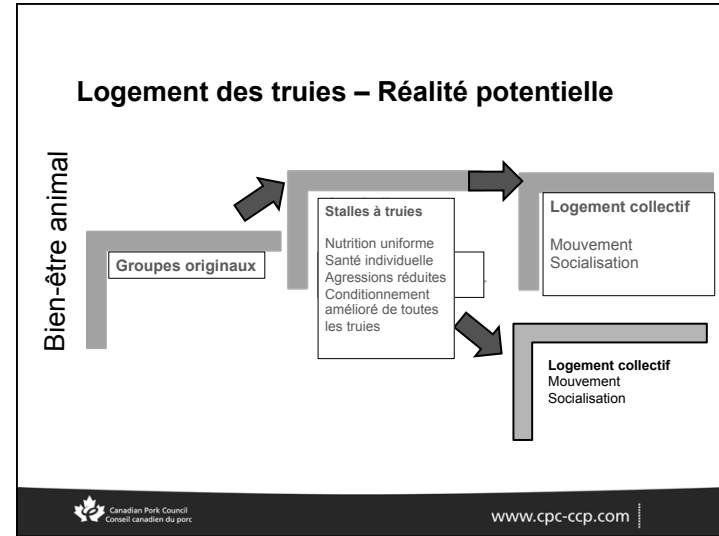 Logement des truies – Réalité potentielle
Bien-être animal
Groupes originaux
Stalles à truies
Nutrition uniforme
Santé individuelle
Agressions réduites
Conditionnement
amélioré de toutes
les truies
Logement collectif
Mouvement
Socialisation
Logement collectif
Mouvement
Socialisation
Canadian Pork Council
Conseil canadien du porc
www.cpc-ccp.com